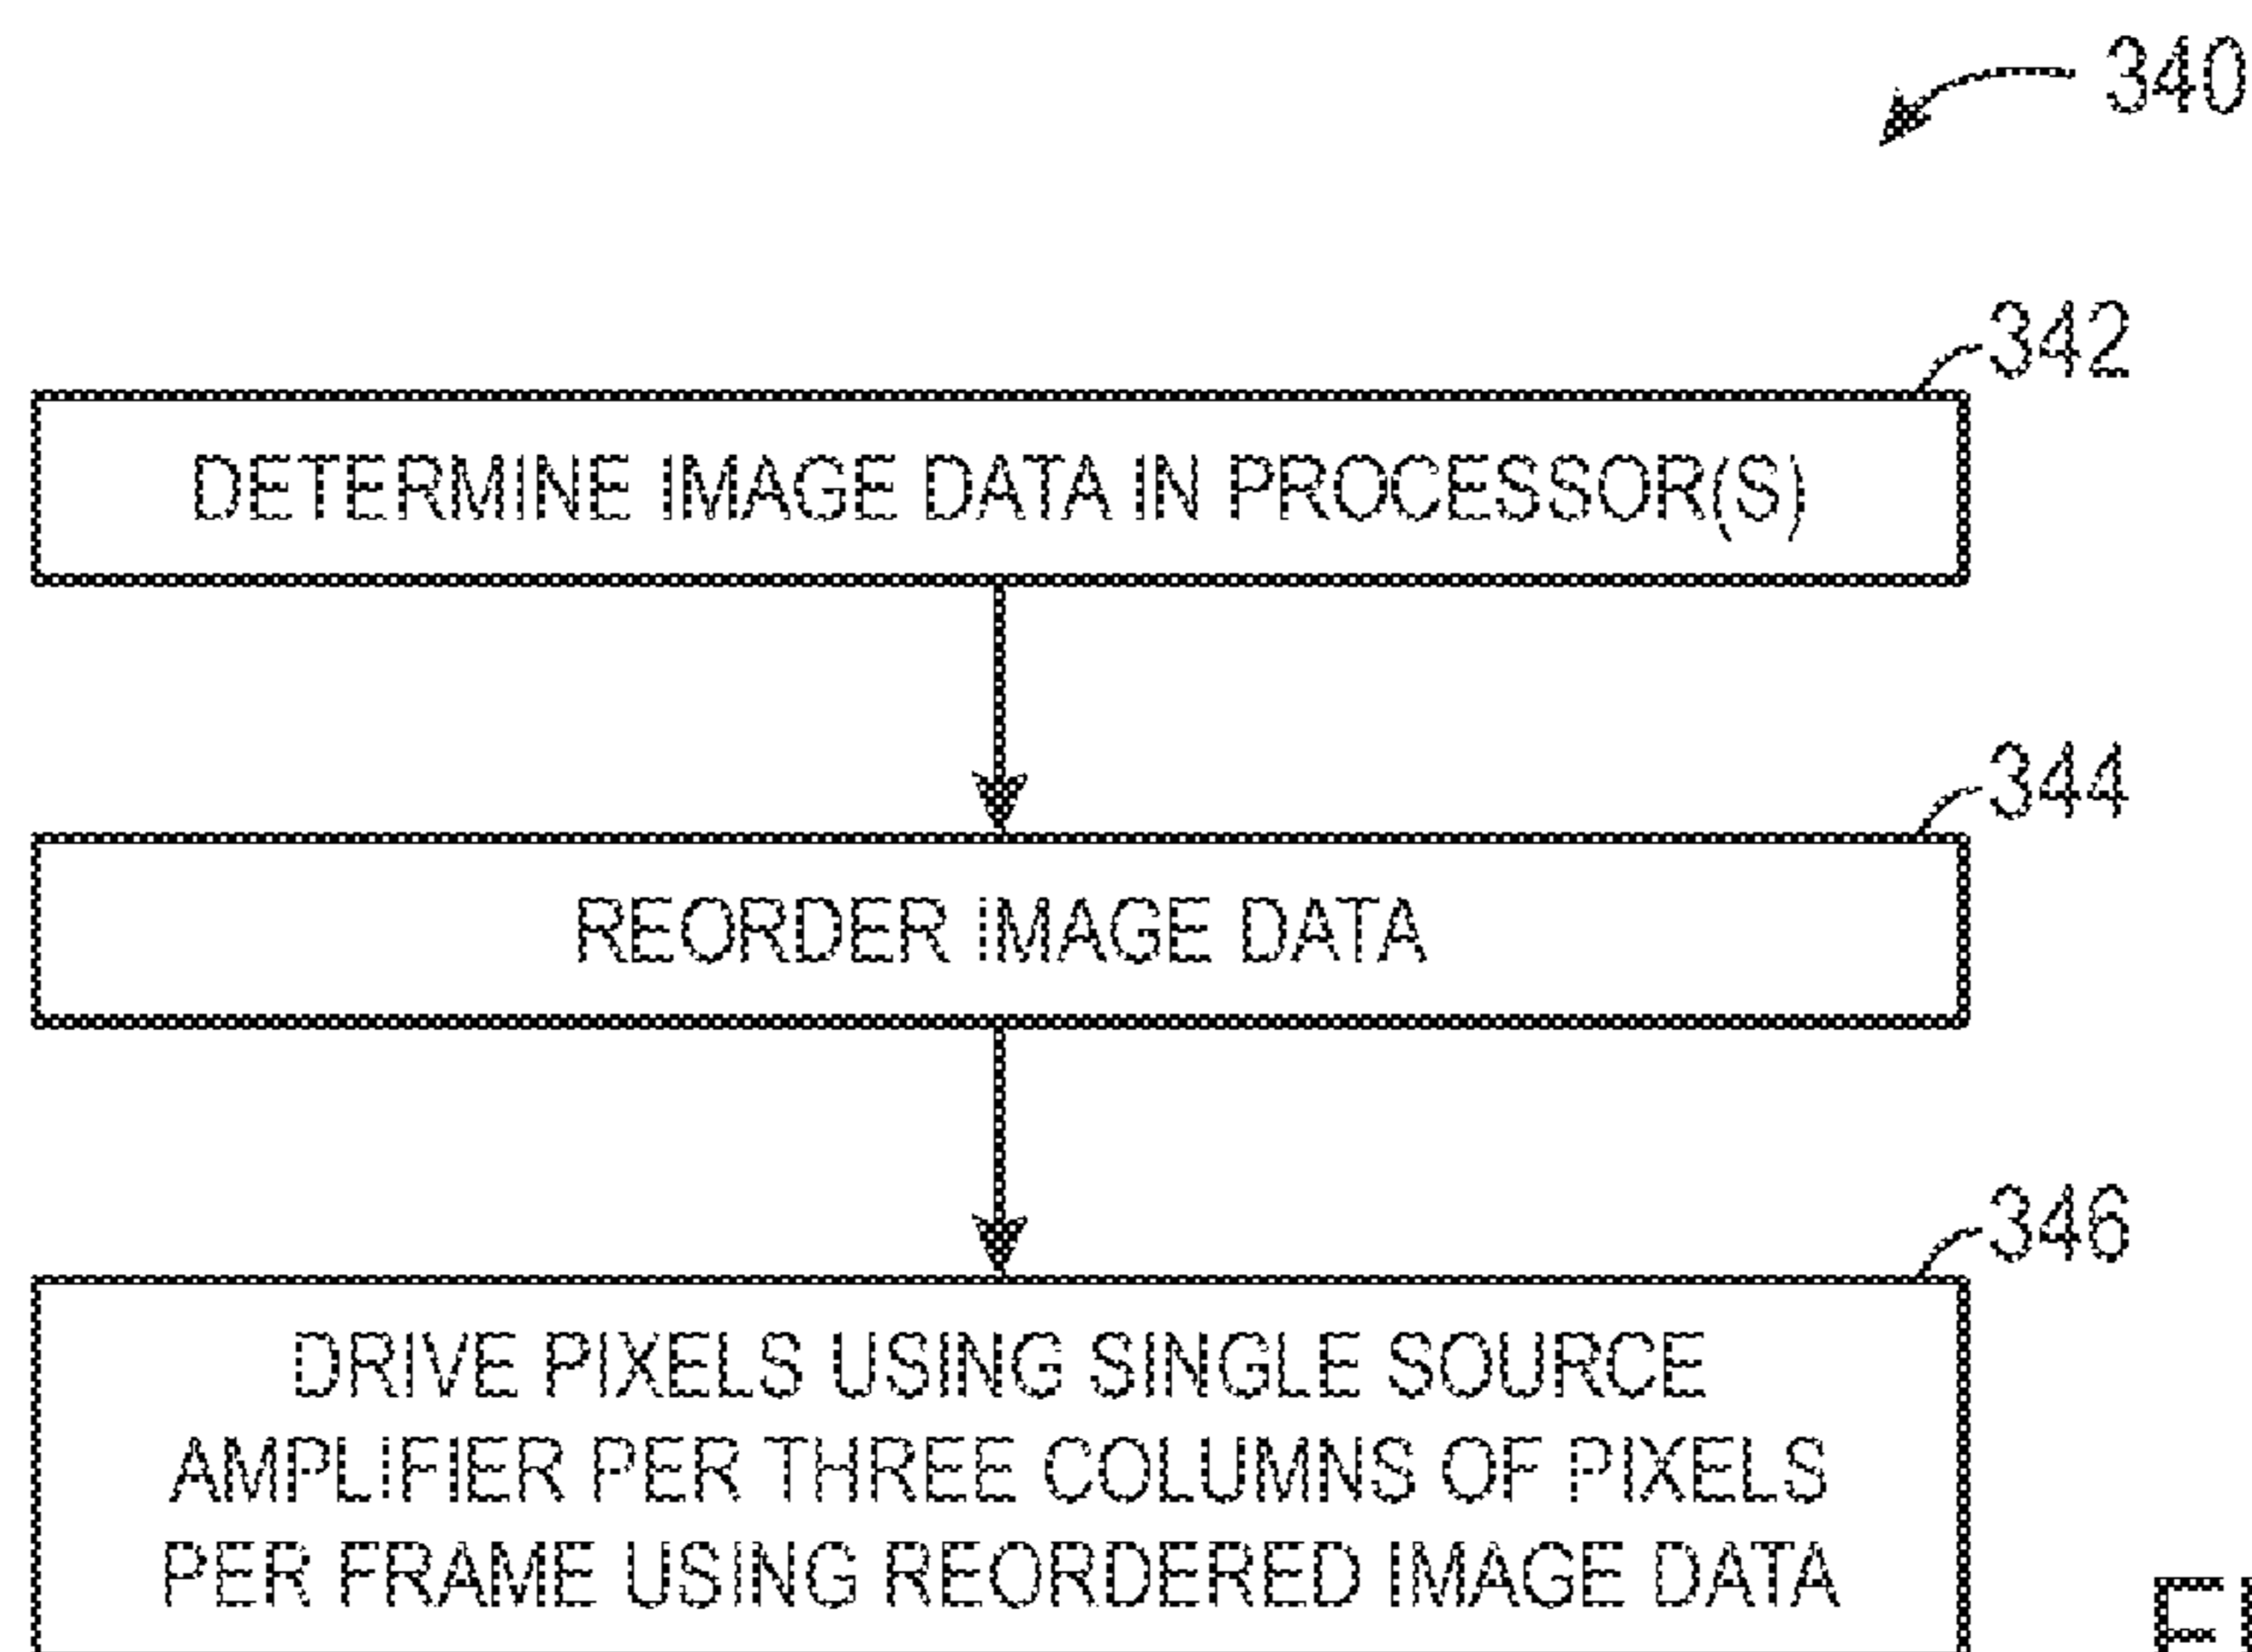 340
342
DETERMINE IMAGE DATA IN PROCESSOR(S)
344
REORDER IMAGE DATA
346
DRIVE PIXELS USING SINGLE SOURCE
AMPLIFIER PER THREE COLUMNS OF PIXELS
PER FRAME USING REORDERED IMAGE DATA